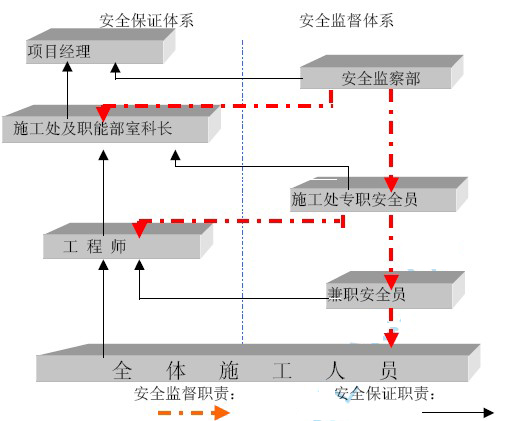 安全保证体系
安全监督体系
项目经理
安全监察部
施工处及职能部室科长
施工处专职安全员
工 程 师
兼职安全员
全 体 施 工 人 员
安全监督职责：
安全保证职责：